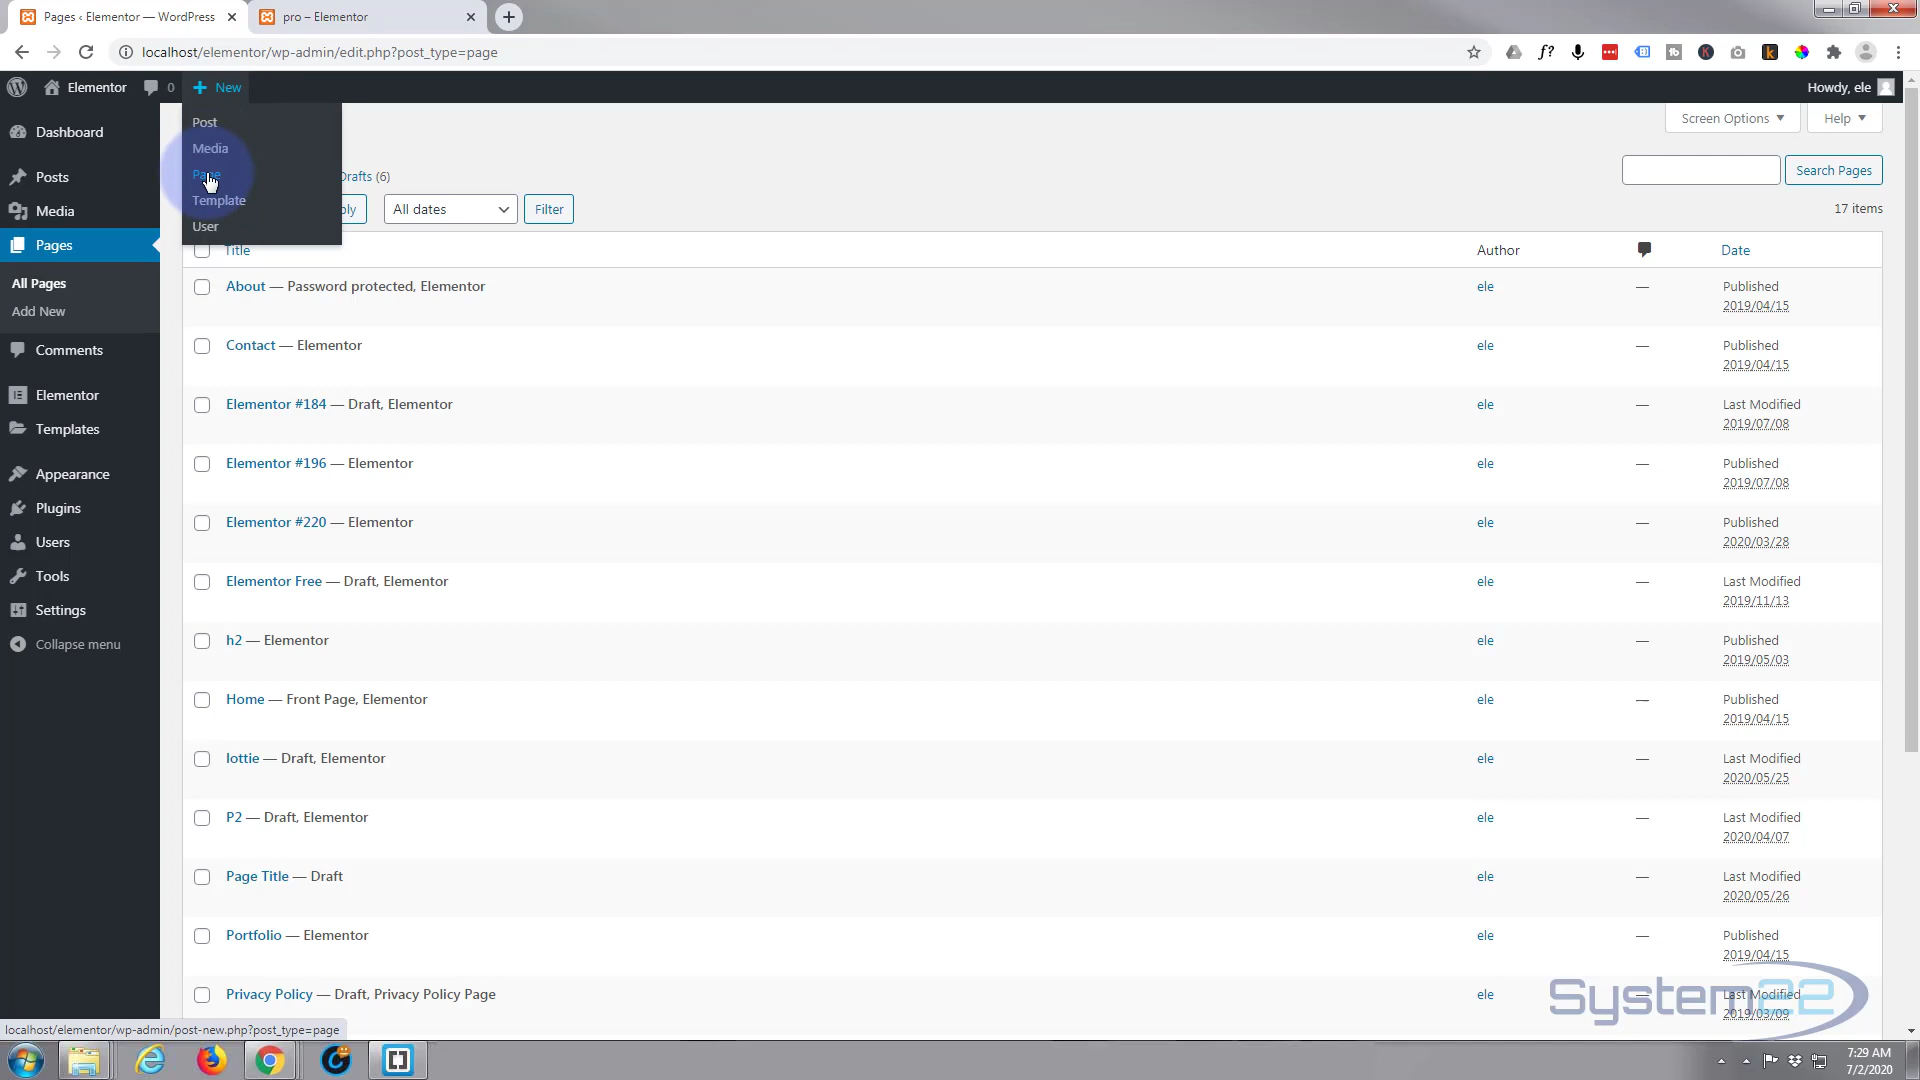 Pages ‹ Elementor — WordPress
pro – Elementor
localhost/elementor/wp-admin/edit.php?post_type=page
Elementor
0
New
Howdy, ele
Post
Media
Page
Template
User
Screen Options
Help
Drafts (6)
Search Pages
All dates
Filter
17 items
Dashboard
Posts
Media
Pages
All Pages
Add New
Comments
Elementor
Templates
Appearance
Plugins
Users
Tools
Settings
Collapse menu
Title
Author
Date
About — Password protected, Elementor
ele
—
Published
2019/04/15
Contact — Elementor
ele
—
Published
2019/04/15
Elementor #184 — Draft, Elementor
ele
—
Last Modified
2019/07/08
Elementor #196 — Elementor
ele
—
Published
2019/07/08
Elementor #220 — Elementor
ele
—
Published
2020/03/28
Elementor Free — Draft, Elementor
ele
—
Last Modified
2019/11/13
h2 — Elementor
ele
—
Published
2019/05/03
Home — Front Page, Elementor
ele
—
Published
2019/04/15
lottie — Draft, Elementor
ele
—
Last Modified
2020/05/25
P2 — Draft, Elementor
ele
—
Last Modified
2020/04/07
Page Title — Draft
ele
—
Last Modified
2020/05/26
Portfolio — Elementor
ele
—
Published
2019/04/15
Privacy Policy — Draft, Privacy Policy Page
ele
—
Last Modified
2019/03/09
System22
localhost/elementor/wp-admin/post-new.php?post_type=page
7:29 AM
7/2/2020